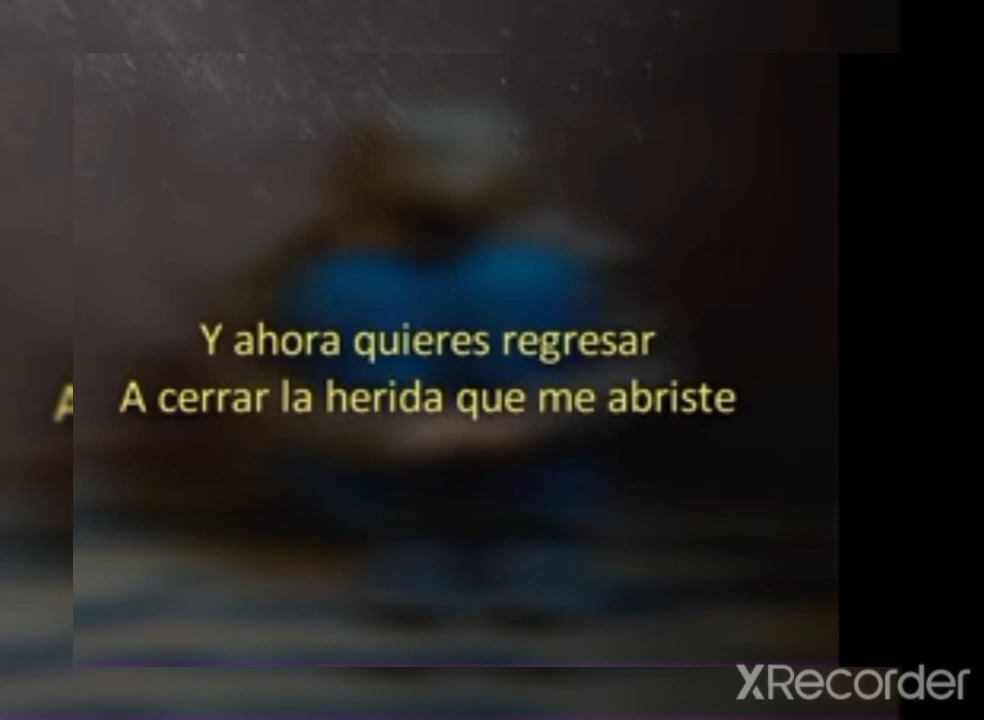 Y ahora quieres regresar
A cerrar la herida que me abriste
XRecorder